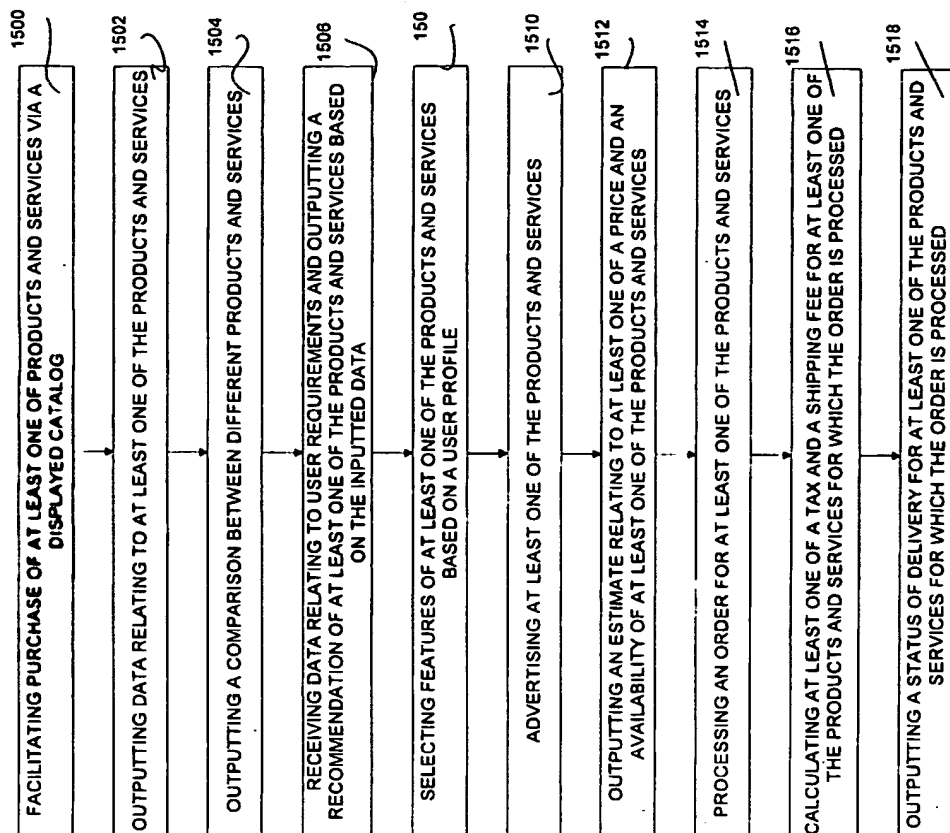 1500
FACILITATING PURCHASE OF AT LEAST ONE OF PRODUCTS AND SERVICES VIA A
DISPLAYED CATALOG
1502
OUTPUTTING DATA RELATING TO AT LEAST ONE OF THE PRODUCTS AND SERVICES
1504
OUTPUTTING A COMPARISON BETWEEN DIFFERENT PRODUCTS AND SERVICES
1506
RECEIVING DATA RELATING TO USER REQUIREMENTS AND OUTPUTTING A
RECOMMENDATION OF AT LEAST ONE OF THE PRODUCTS AND SERVICES BASED
ON THE INPUTTED DATA
150
SELECTING FEATURES OF AT LEAST ONE OF THE PRODUCTS AND SERVICES
BASED ON A USER PROFILE
1510
ADVERTISING AT LEAST ONE OF THE PRODUCTS AND SERVICES
1512
OUTPUTTING AN ESTIMATE RELATING TO AT LEAST ONE OF A PRICE AND AN
AVAILABILITY OF AT LEAST ONE OF THE PRODUCTS AND SERVICES
1514
PROCESSING AN ORDER FOR AT LEAST ONE OF THE PRODUCTS AND SERVICES
1516
CALCULATING AT LEAST ONE OF A TAX AND A SHIPPING FEE FOR AT LEAST ONE OF
THE PRODUCTS AND SERVICES FOR WHICH THE ORDER IS PROCESSED
1518
OUTPUTTING A STATUS OF DELIVERY FOR AT LEAST ONE OF THE PRODUCTS AND
SERVICES FOR WHICH THE ORDER IS PROCESSED